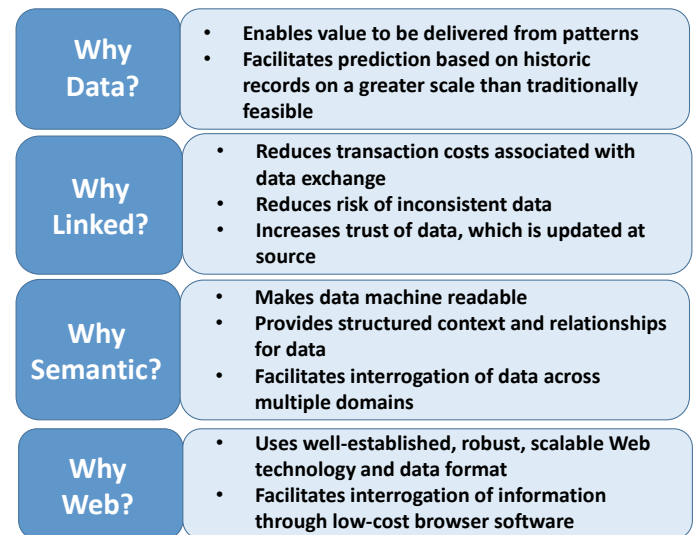 Why
Data?
• Enables value to be delivered from patterns
• Facilitates prediction based on historic
records on a greater scale than traditionally
feasible
Why
Linked?
• Reduces transaction costs associated with
data exchange
• Reduces risk of inconsistent data
• Increases trust of data, which is updated at
source
Why
Semantic?
• Makes data machine readable
• Provides structured context and relationships
for data
• Facilitates interrogation of data across
multiple domains
Why
Web?
• Uses well-established, robust, scalable Web
technology and data format
• Facilitates interrogation of information
through low-cost browser software